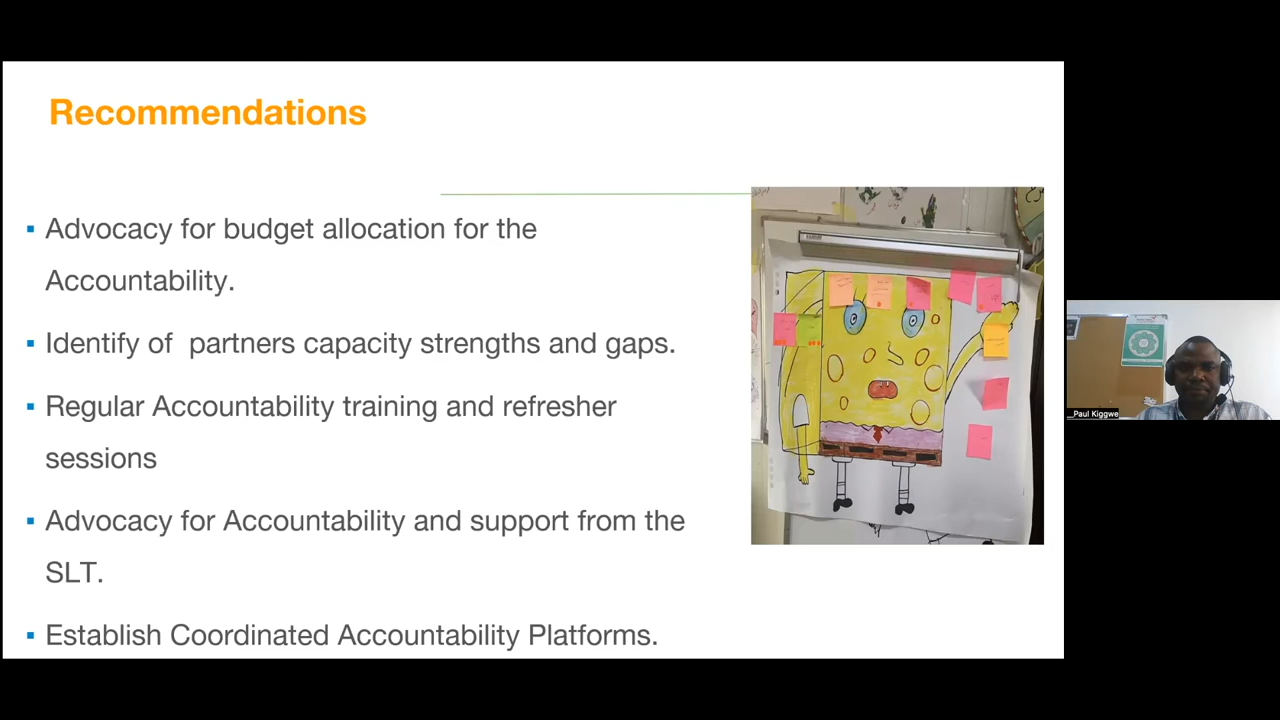 Recommendations
▪ Advocacy for budget allocation for the
Accountability.
▪ Identify of  partners capacity strengths and gaps.
▪ Regular Accountability training and refresher
sessions
▪ Advocacy for Accountability and support from the
SLT.
▪ Establish Coordinated Accountability Platforms.
Paul Kiggwe